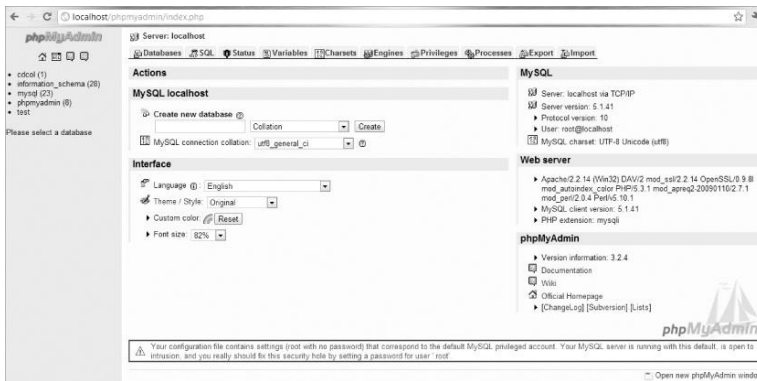 localhost/phpmyadmin/index.php
phpMyAdmin
cdcol (1)
information_schema (28)
mysql (23)
phpmyadmin (8)
test
Please select a database
Server: localhost
Databases SQL Status Variables Charsets Engines Privileges Processes Export Import
Actions
MySQL localhost
Create new database
Collation Create
MySQL connection collation: utf8_general_ci
Interface
Language : English
Theme / Style: Original
Custom color: Reset
Font size: 82%
MySQL
Server: localhost via TCP/IP
Server version: 5.1.41
Protocol version: 10
User: root@localhost
MySQL charset: UTF-8 Unicode (utf8)
Web server
Apache/2.2.14 (Win32) DAV/2 mod_ssl/2.2.14 OpenSSL/0.9.8l
mod_autoindex_color PHP/5.3.1 mod_apreq2-20090110/2.7.1
mod_perl/2.0.4 Perl/v5.10.1
MySQL client version: 5.1.41
PHP extension: mysqli
phpMyAdmin
Version information: 3.2.4
Documentation
Wiki
Official Homepage
[ChangeLog] [Subversion] [Lists]
phpMyAdmin
Your configuration file contains settings (root with no password) that correspond to the default MySQL privileged account. Your MySQL server is running with this default, is open to
intrusion, and you really should fix this security hole by setting a password for user 'root'.
Open new phpMyAdmin windo